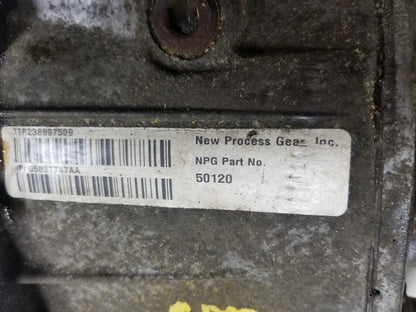 TTP238997509
New Process Gear, Inc.
NPG Part No.
50120